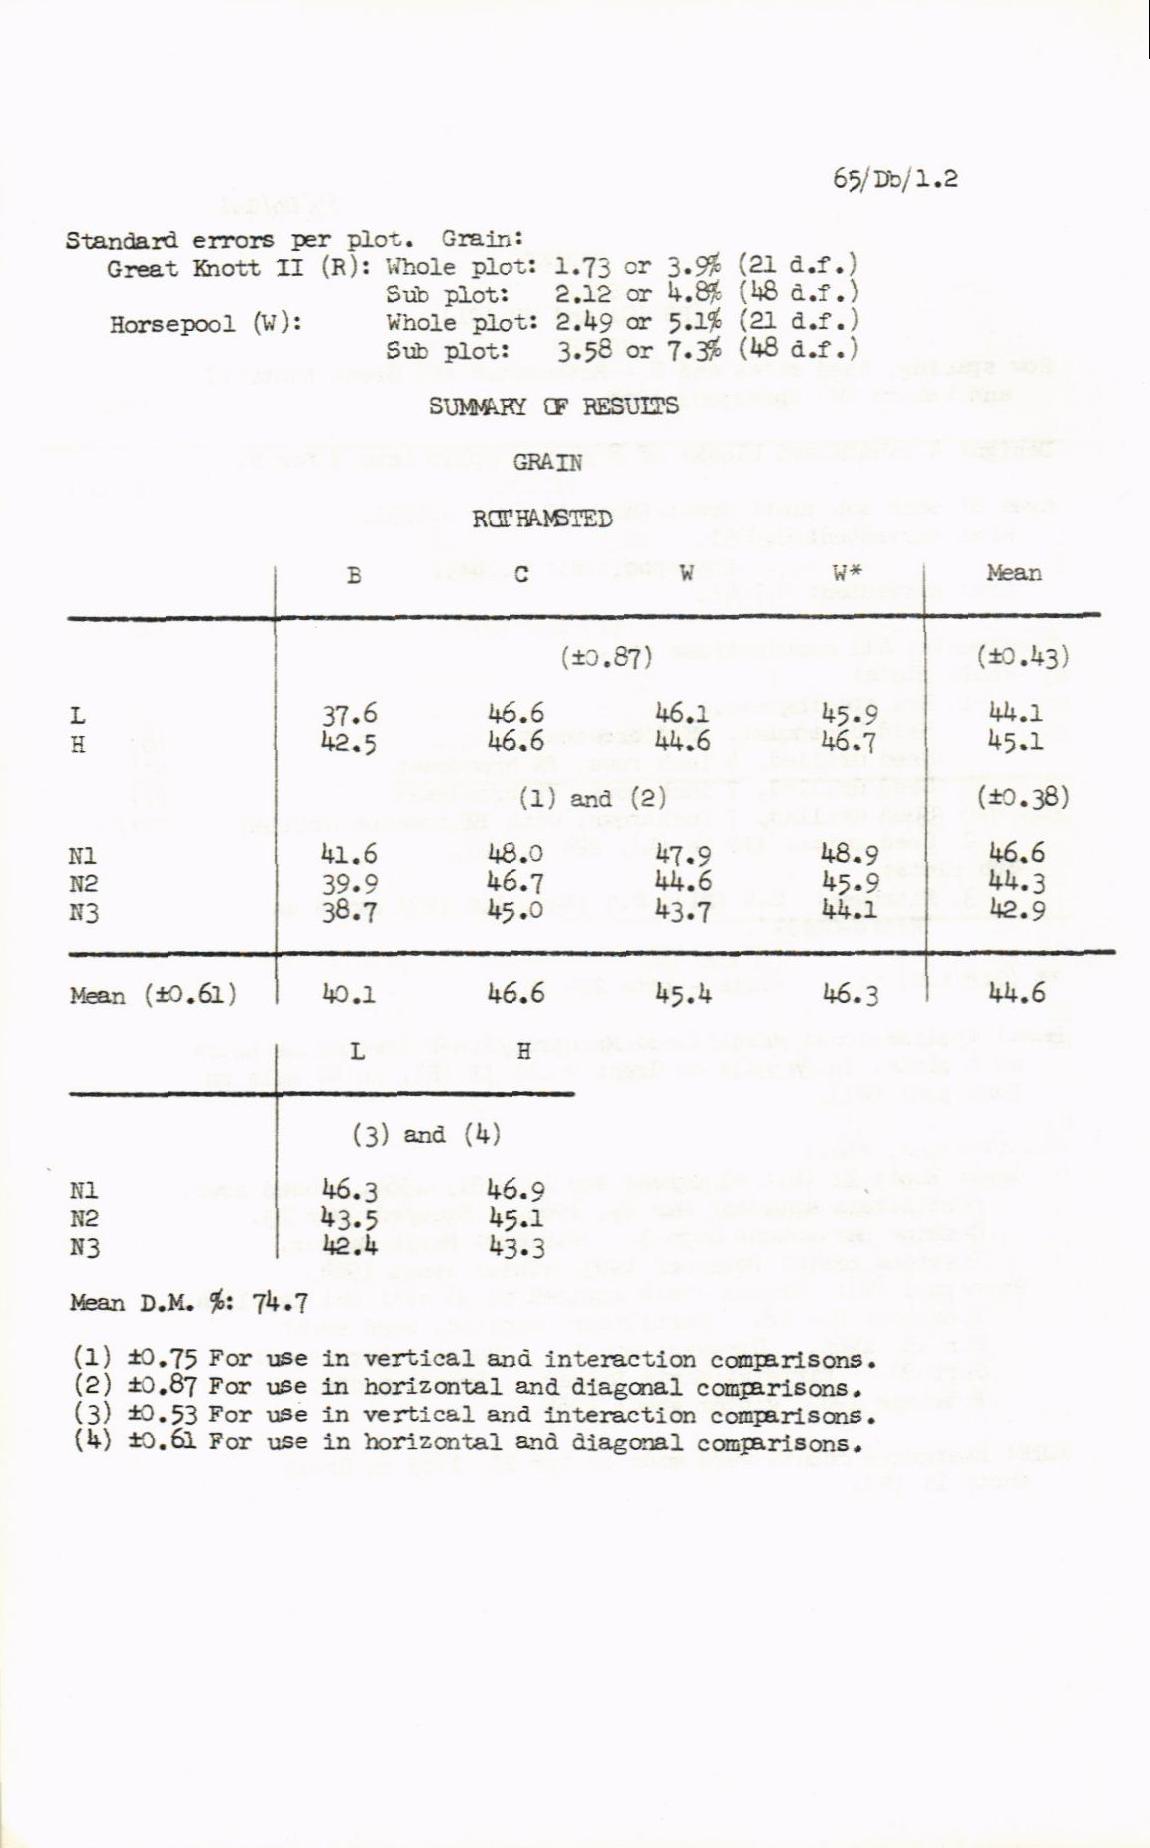 65/Db/1.2
Standard errors per plot. Grain:
Great Knott II (R): Whole plot: 1.73 or 3.9% (21 d.f.)
Sub plot: 2.12 or 4.8% (48 d.f.)
Horsepool (W): Whole plot: 2.49 or 5.1% (21 d.f.)
Sub plot: 3.58 or 7.3% (48 d.f.)
SUMMARY OF RESULTS
GRAIN
ROTHAMSTED
B C W W* Mean
(±0.87) (±0.43)
L 37.6 46.6 46.1 45.9 44.1
H 42.5 46.6 44.6 46.7 45.1
(1) and (2) (±0.38)
N1 41.6 48.0 47.9 48.9 46.6
N2 39.9 46.7 44.6 45.9 44.3
N3 38.7 45.0 43.7 44.1 42.9
Mean (±0.61) 40.1 46.6 45.4 46.3 44.6
L H
(3) and (4)
N1 46.3 46.9
N2 43.5 45.1
N3 42.4 43.3
Mean D.M. %: 74.7
(1) ±0.75 For use in vertical and interaction comparisons.
(2) ±0.87 For use in horizontal and diagonal comparisons.
(3) ±0.53 For use in vertical and interaction comparisons.
(4) ±0.61 For use in horizontal and diagonal comparisons.